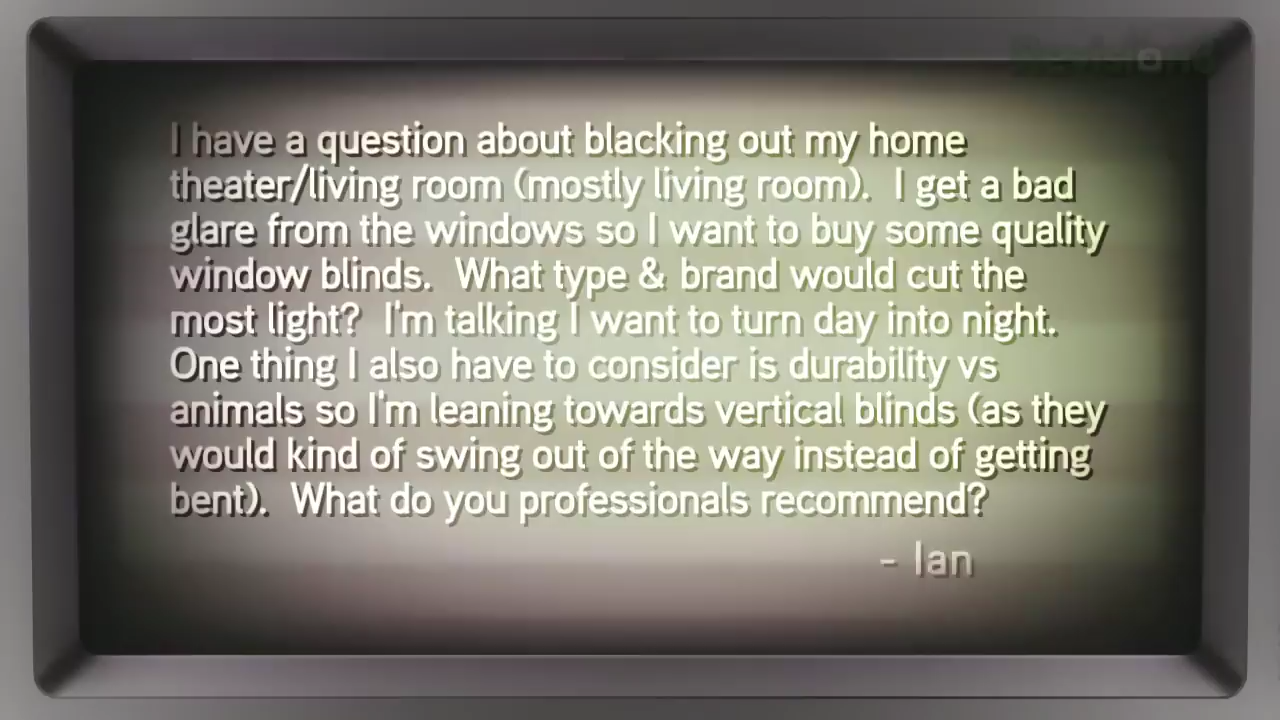 I have a question about blacking out my home
theater/living room (mostly living room).  I get a bad
glare from the windows so I want to buy some quality
window blinds.  What type & brand would cut the
most light?  I'm talking I want to turn day into night.
One thing I also have to consider is durability vs
animals so I'm leaning towards vertical blinds (as they
would kind of swing out of the way instead of getting
bent).  What do you professionals recommend?
- Ian